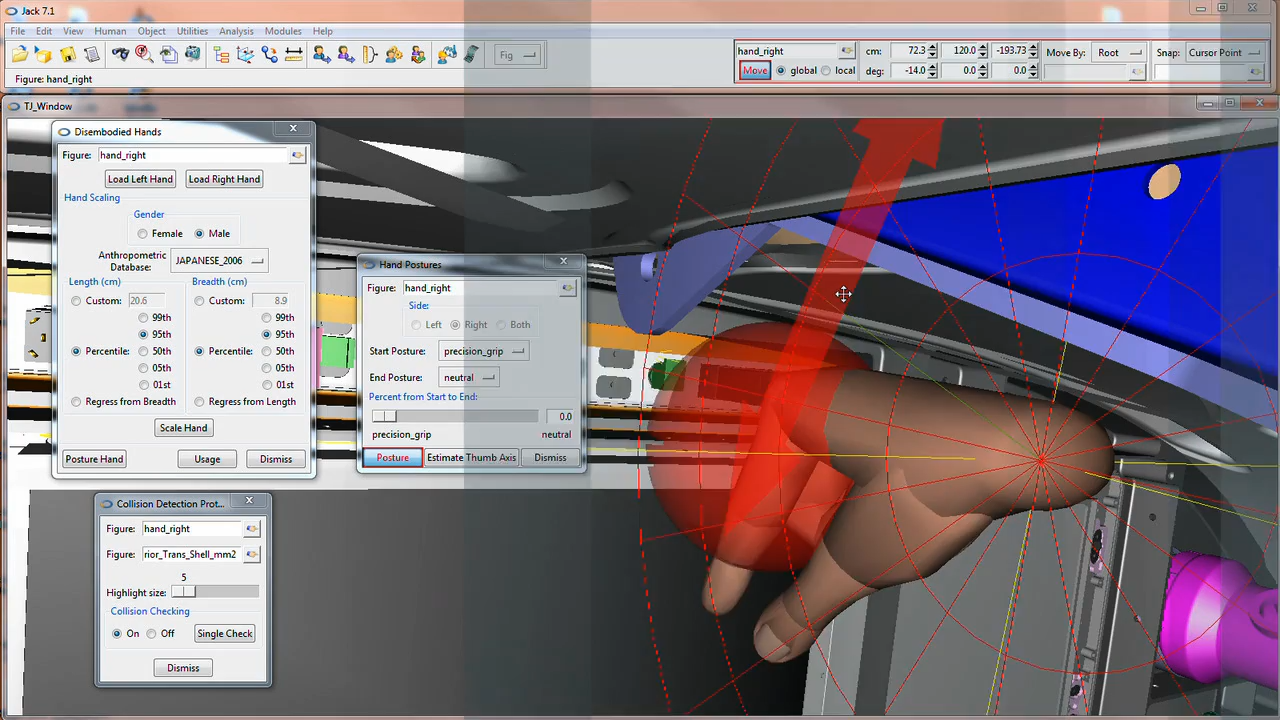 Jack 7.1
File Edit View Human Object Utilities Analysis Modules Help
Fig
hand_right cm: 72.3 120.0 -193.73 Move By: Root Snap: Cursor Point
Move global local deg: -14.0 0.0 0.0
Figure: hand_right
TJ_Window
Disembodied Hands
Figure: hand_right
Load Left Hand Load Right Hand
Hand Scaling
Gender
Female Male
Anthropometric
Database: JAPANESE_2006
Length (cm) Breadth (cm)
Custom: 20.6 Custom: 8.9
99th 99th
95th 95th
Percentile: 50th Percentile: 50th
05th 05th
01st 01st
Regress from Breadth Regress from Length
Scale Hand
Posture Hand Usage Dismiss
Hand Postures
Figure: hand_right
Side:
Left Right Both
Start Posture: precision_grip
End Posture: neutral
Percent from Start to End:
0.0
precision_grip neutral
Posture Estimate Thumb Axis Dismiss
Collision Detection Prot...
Figure: hand_right
Figure: rior_Trans_Shell_mm2
5
Highlight size:
Collision Checking
On Off Single Check
Dismiss